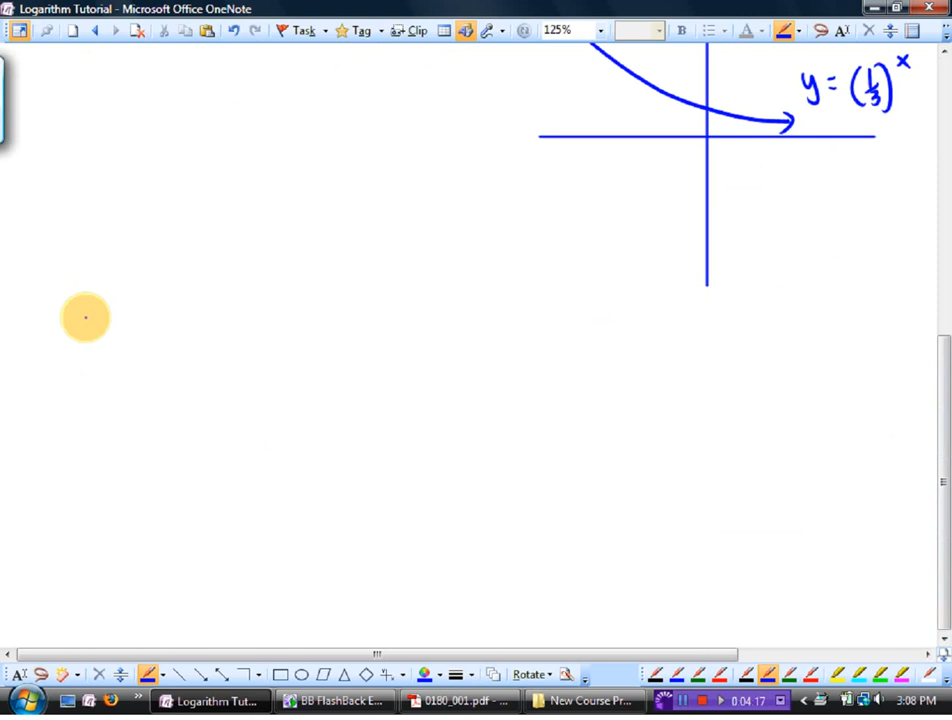 Logarithm Tutorial - Microsoft Office OneNote
Task Tag Clip 125% B A
y = (1/3)^x
Rotate
Logarithm Tut... BB FlashBack E... 0180_001.pdf - ... New Course Pr... 04:17 3:08 PM